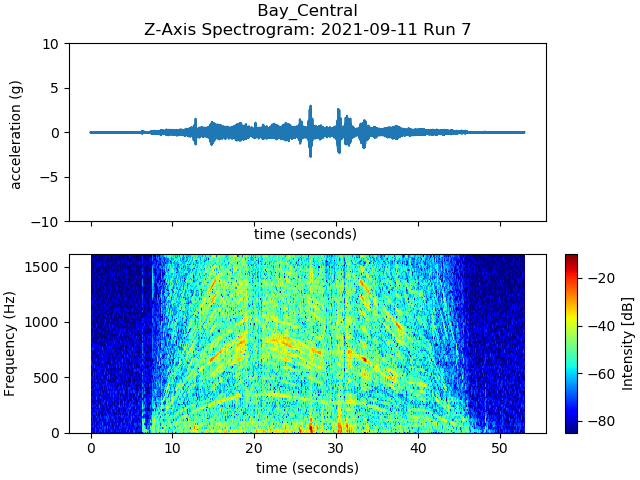 Bay_Central
Z-Axis Spectrogram: 2021-09-11 Run 7
10
5
0
−5
−10
acceleration (g)
time (seconds)
1500
1000
500
0
Frequency (Hz)
0 10 20 30 40 50
time (seconds)
−20
−40
−60
−80
Intensity [dB]